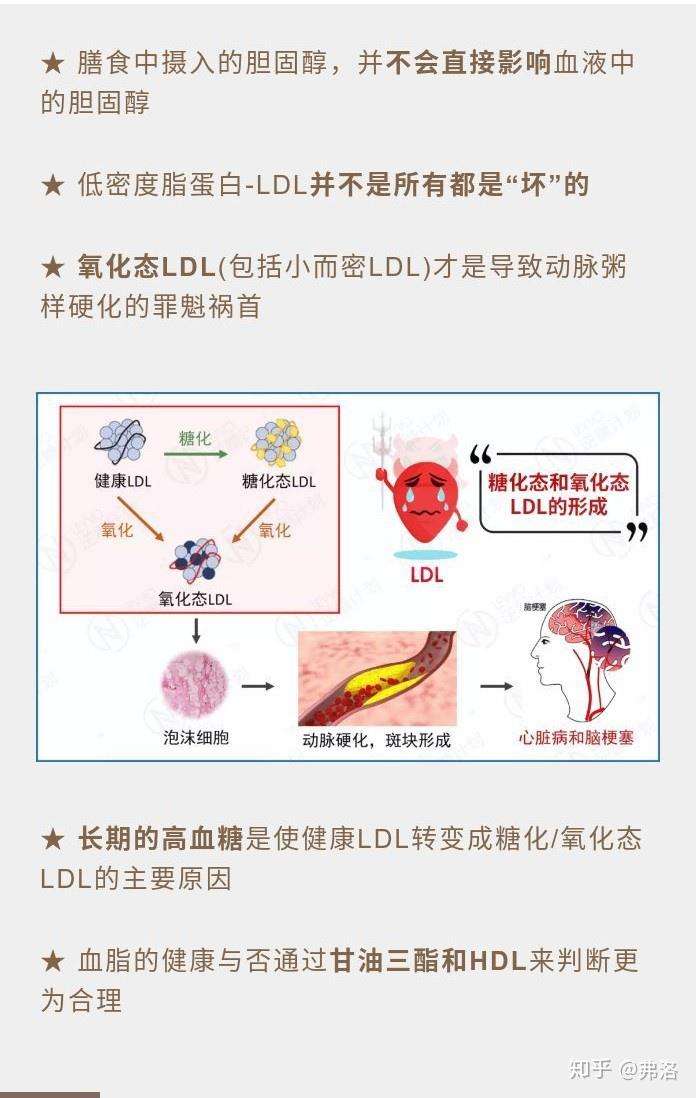 ★ 膳食中摄入的胆固醇，并不会直接影响血液中
的胆固醇
★ 低密度脂蛋白-LDL并不是所有都是“坏”的
★ 氧化态LDL(包括小而密LDL)才是导致动脉粥
样硬化的罪魁祸首
糖化
健康LDL
糖化态LDL
氧化
氧化
氧化态LDL
LDL
“糖化态和氧化态
LDL的形成”
泡沫细胞
动脉硬化，斑块形成
脑梗塞
心脏病和脑梗塞
★ 长期的高血糖是使健康LDL转变成糖化/氧化态
LDL的主要原因
★ 血脂的健康与否通过甘油三酯和HDL来判断更
为合理
知乎 @弗洛